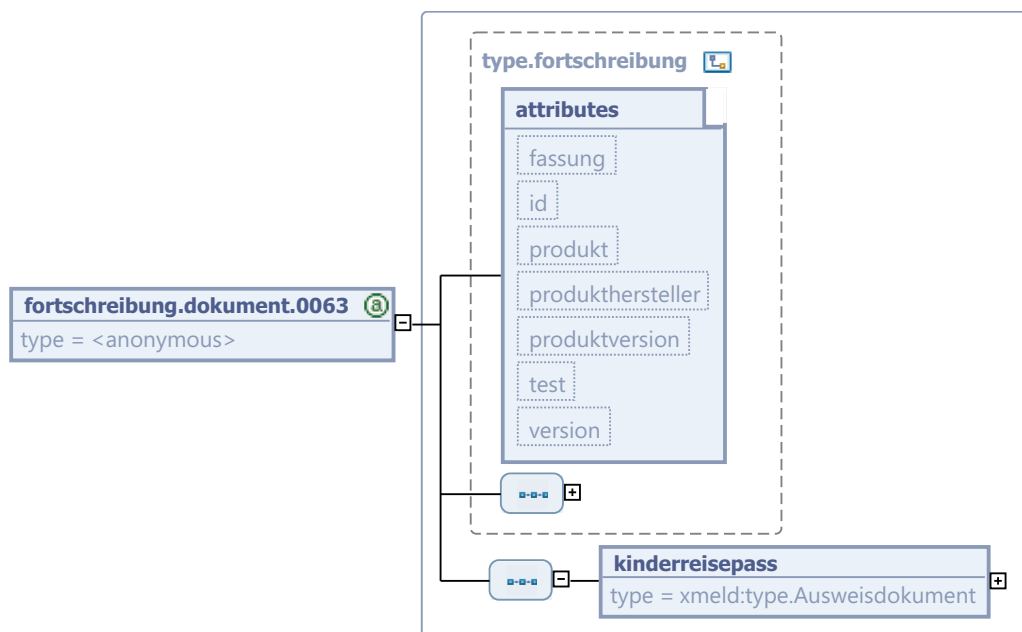 type.fortschreibung
attributes
fassung
id
produkt
produkthersteller
produktversion
test
version
fortschreibung.dokument.0063 @
type = <anonymous>
kinderreisepass
type = xmeld:type.Ausweisdokument